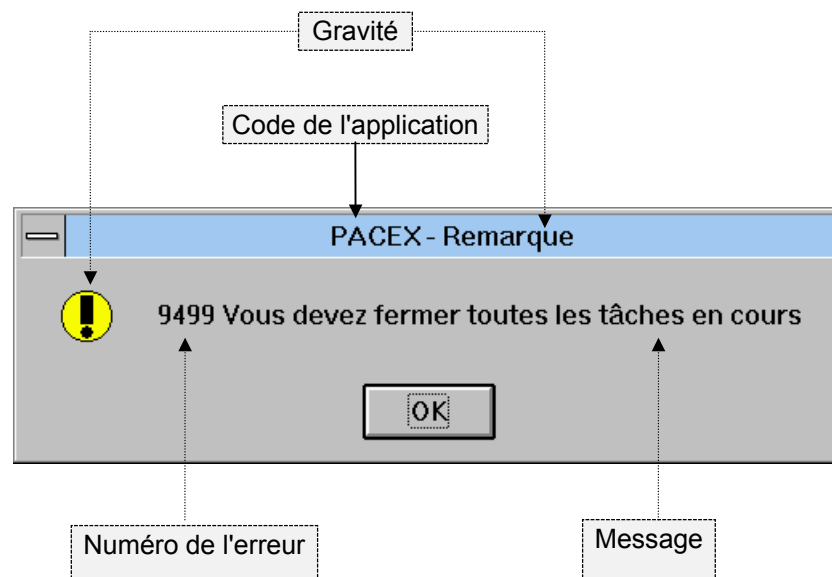 Gravité
Code de l'application
PACEX - Remarque
9499 Vous devez fermer toutes les tâches en cours
OK
Numéro de l'erreur
Message